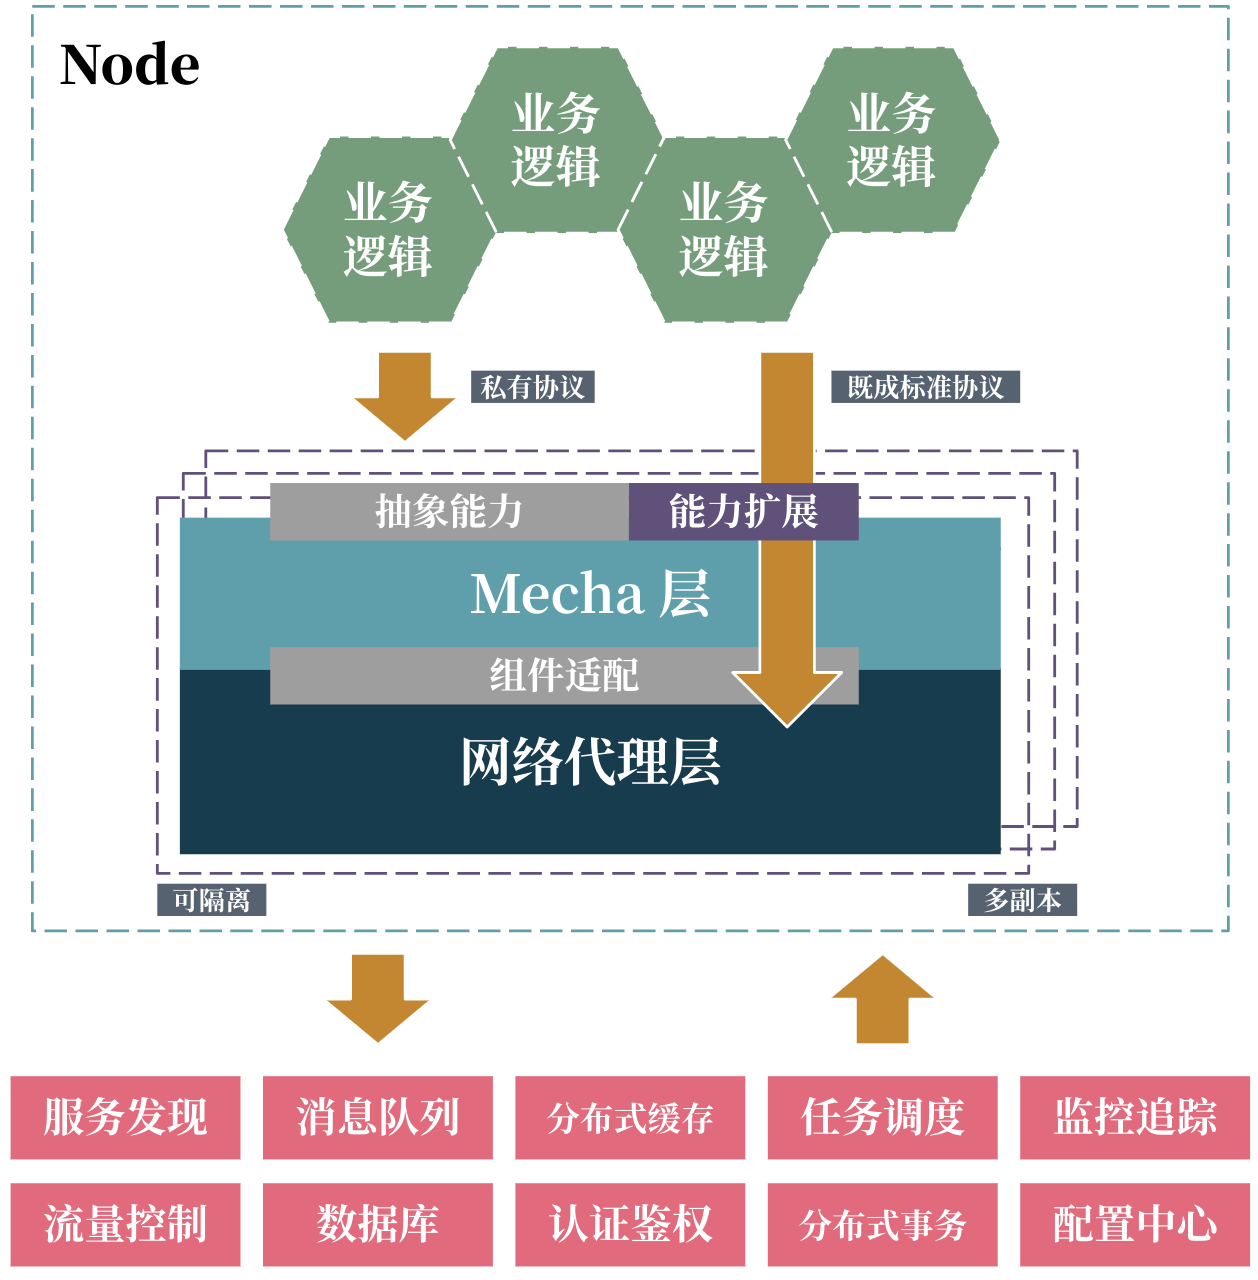 Node
业务
逻辑
业务
逻辑
业务
逻辑
业务
逻辑
私有协议
既成标准协议
抽象能力
能力扩展
Mecha 层
组件适配
网络代理层
可隔离
多副本
服务发现
消息队列
分布式缓存
任务调度
监控追踪
流量控制
数据库
认证鉴权
分布式事务
配置中心